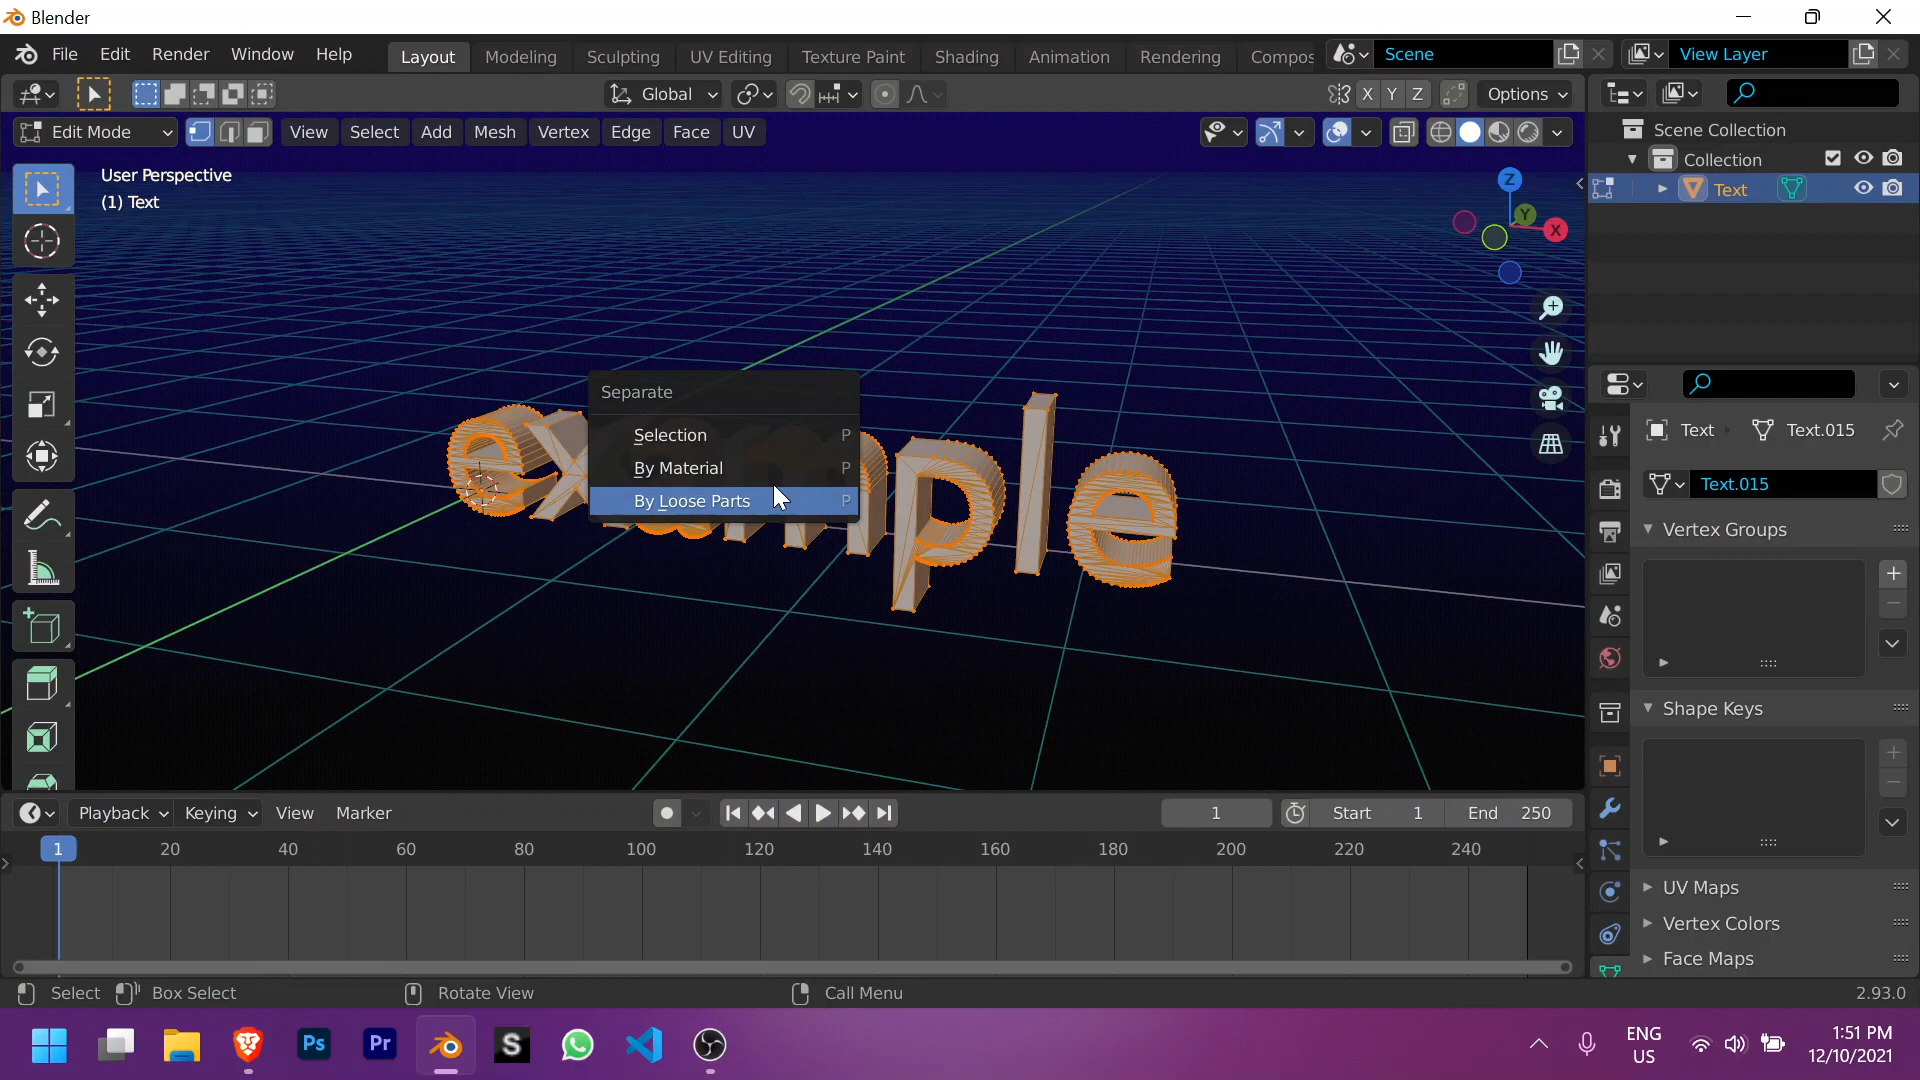 Blender
File Edit Render Window Help Layout Modeling Sculpting UV Editing Texture Paint Shading Animation Rendering Compos Scene View Layer
Global X Y Z Options
Edit Mode View Select Add Mesh Vertex Edge Face UV
Scene Collection
Collection
Text
User Perspective
(1) Text
Z
Y
X
Separate
Selection P
By Material P
By Loose Parts P
example
Text Text.015
Text.015
Vertex Groups
Shape Keys
UV Maps
Vertex Colors
Face Maps
Playback Keying View Marker 1 Start 1 End 250
1 20 40 60 80 100 120 140 160 180 200 220 240
Select Box Select Rotate View Call Menu 2.93.0
Ps Pr S
ENG
US
1:51 PM
12/10/2021